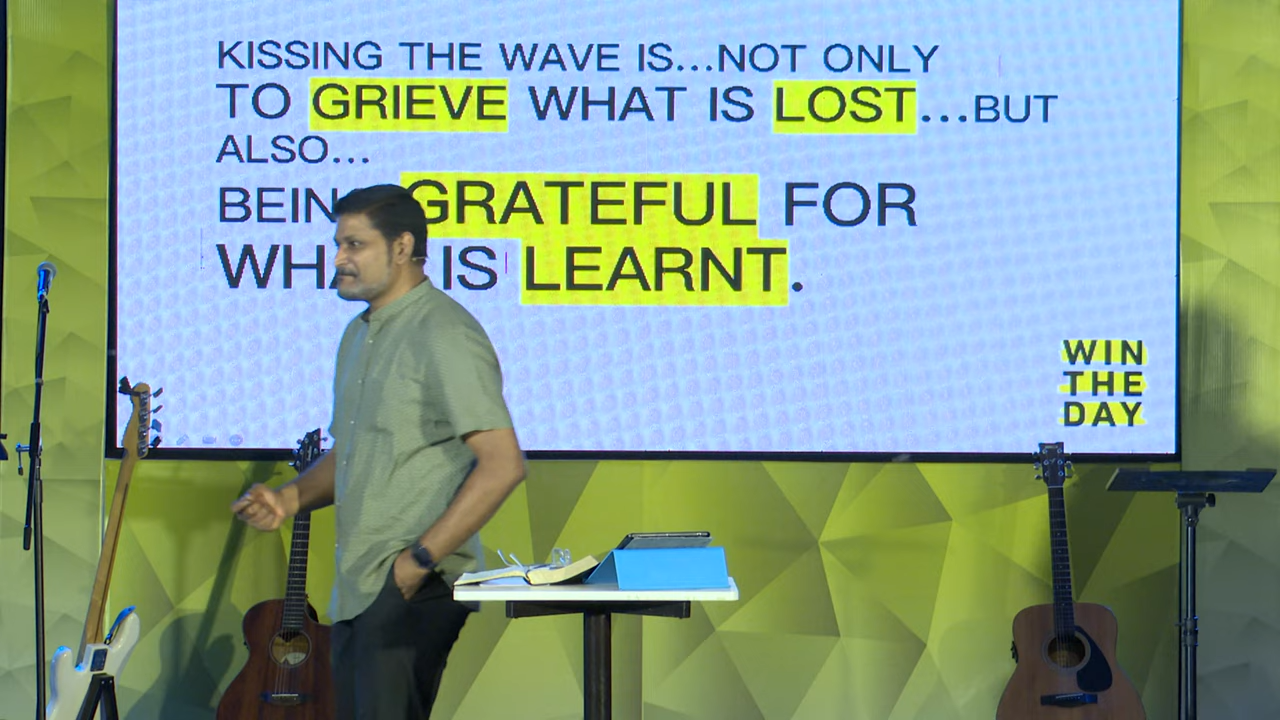 KISSING THE WAVE IS...NOT ONLY
TO GRIEVE WHAT IS LOST...BUT
ALSO...
GRATEFUL FOR
IS LEARNT.
WIN
THE
DAY